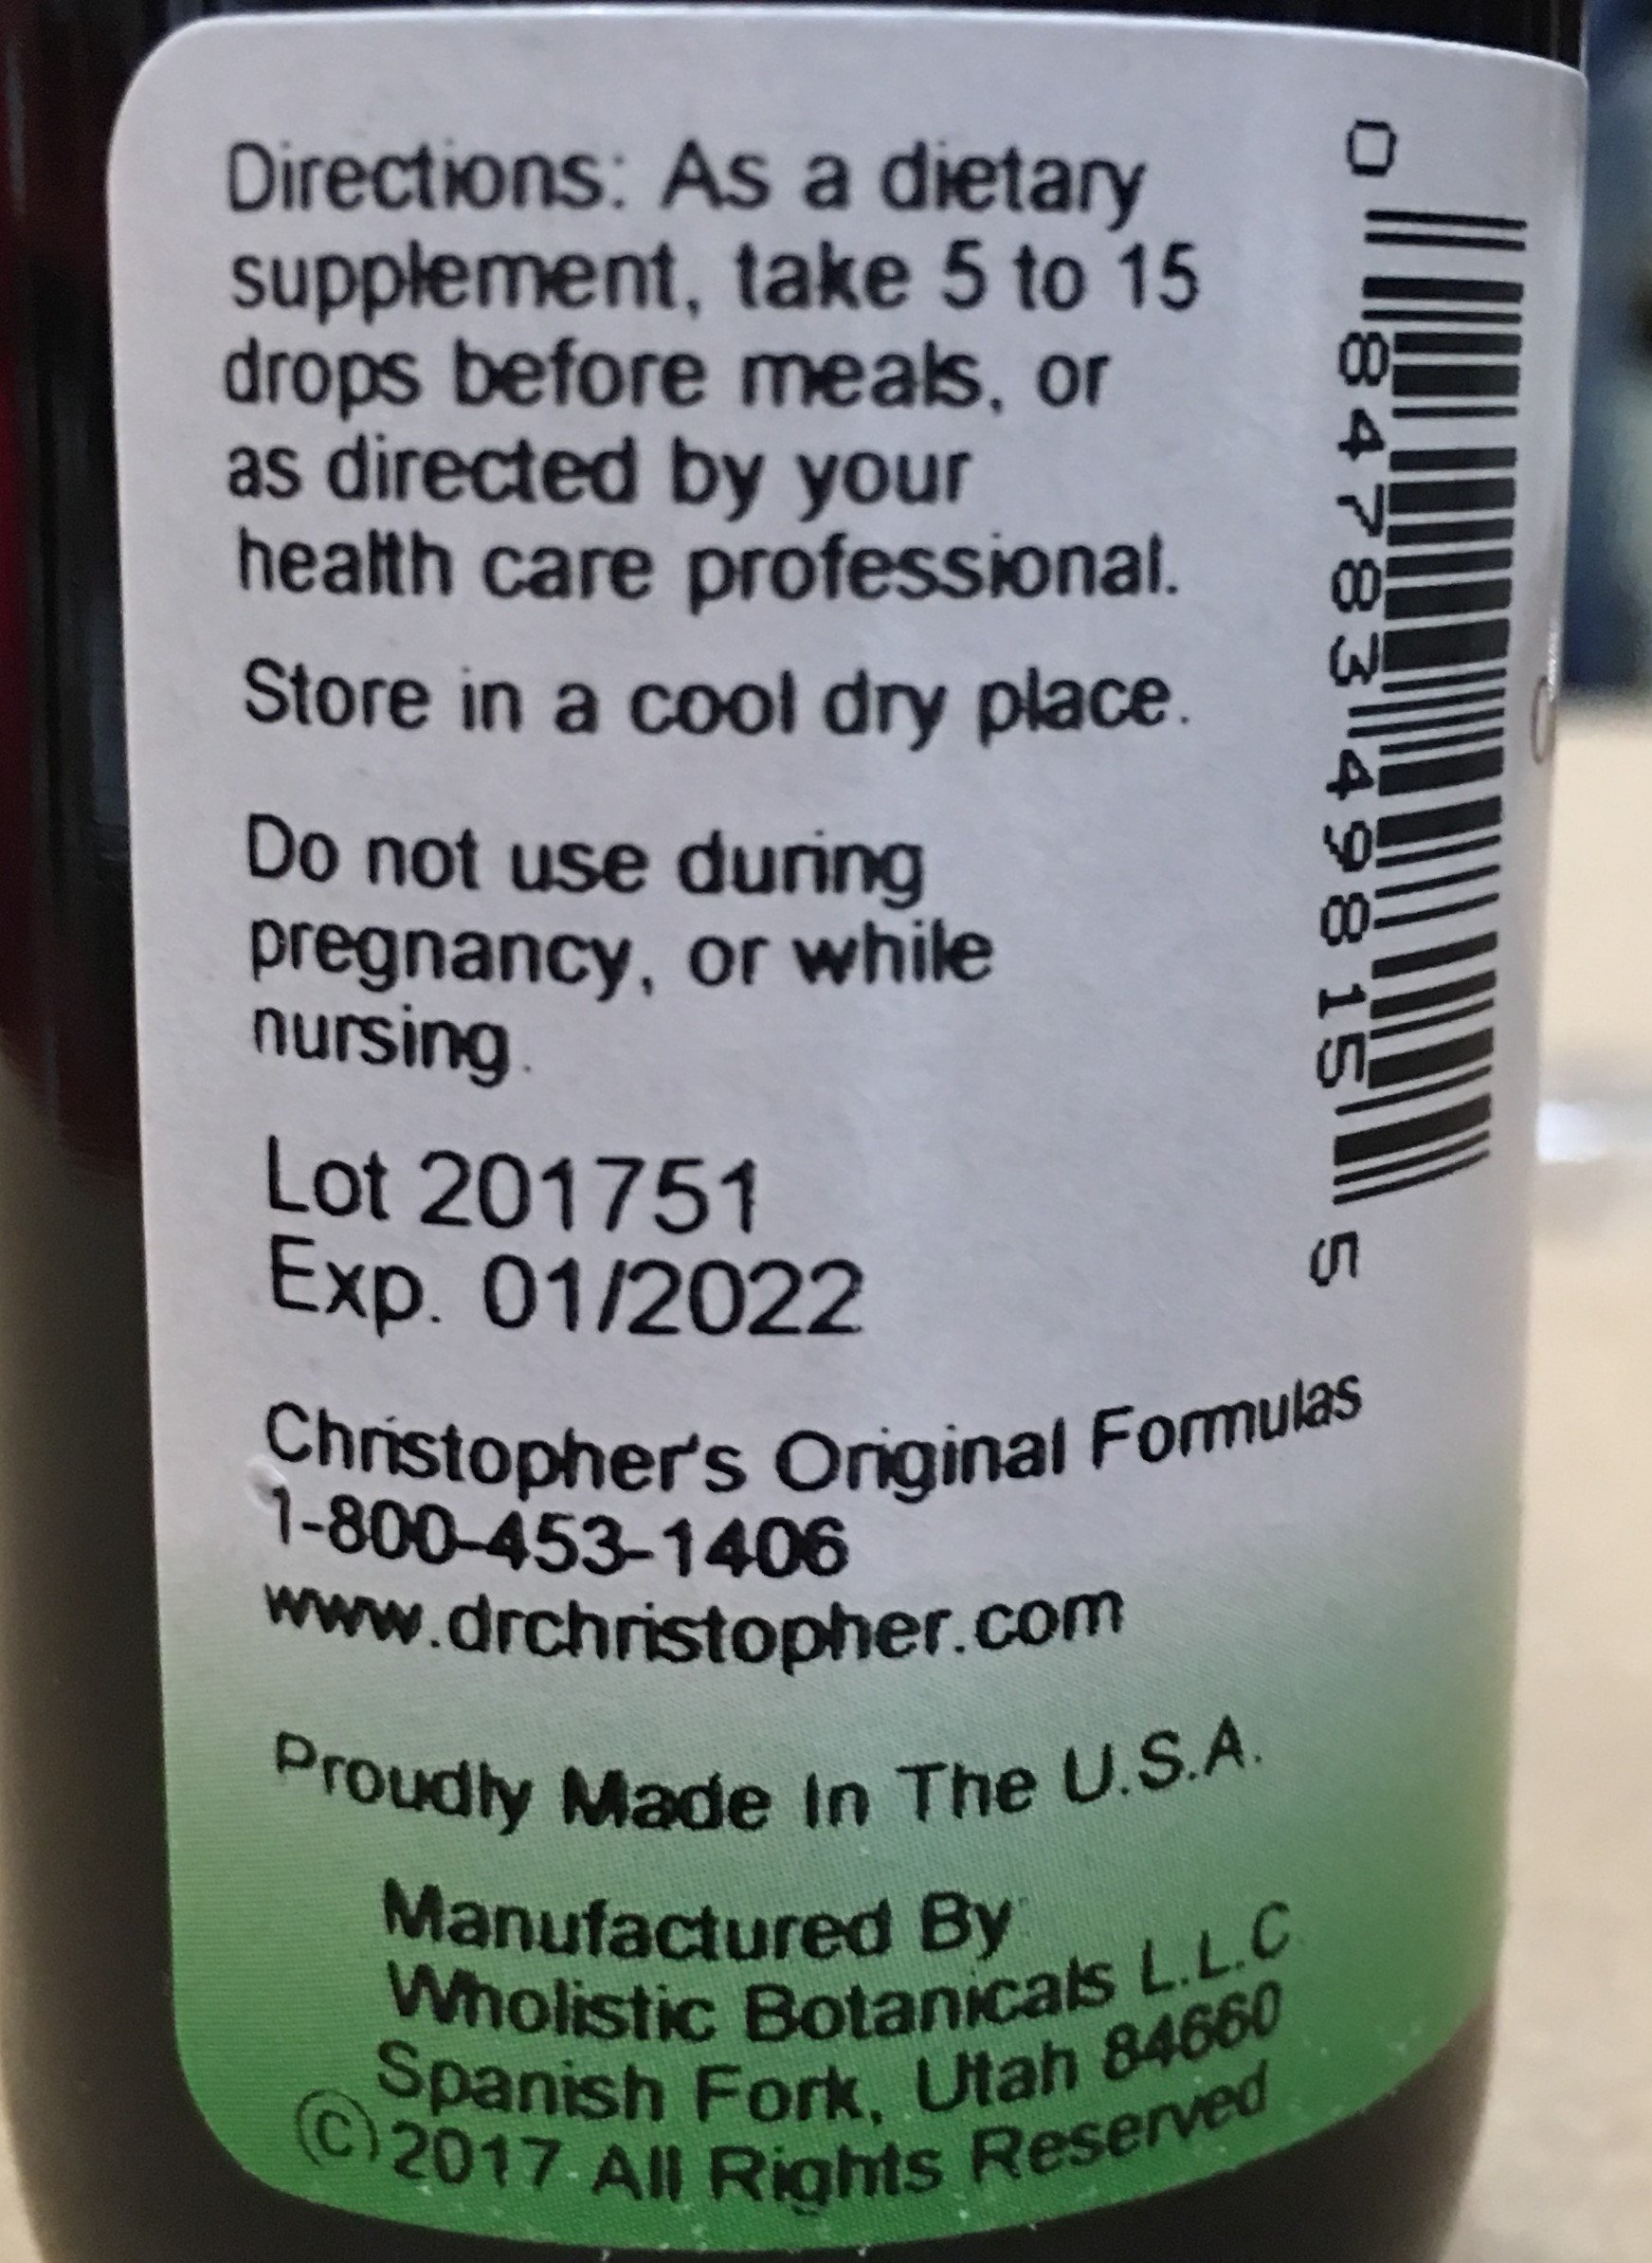 Directions: As a dietary
supplement, take 5 to 15
drops before meals, or
as directed by your
health care professional.
Store in a cool dry place.
Do not use during
pregnancy, or while
nursing.
Lot 201751
Exp. 01/2022
Christopher's Original Formulas
1-800-453-1406
www.drchristopher.com
Proudly Made In The U.S.A.
Manufactured By:
Wholistic Botanicals L.L.C.
Spanish Fork, Utah 84660
©2017 All Rights Reserved
0 84783 49815 5